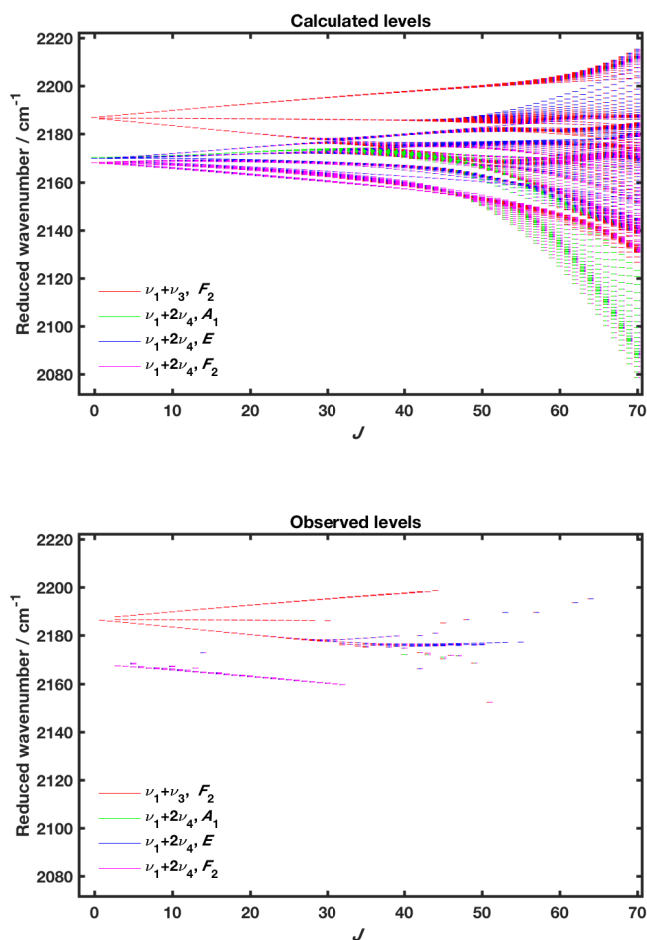 Calculated levels
2220
2200
2180
2160
2140
2120
2100
2080
Reduced wavenumber / cm⁻¹
ν₁+ν₃, F₂
ν₁+2ν₄, A₁
ν₁+2ν₄, E
ν₁+2ν₄, F₂
0 10 20 30 40 50 60 70
J
Observed levels
2220
2200
2180
2160
2140
2120
2100
2080
Reduced wavenumber / cm⁻¹
ν₁+ν₃, F₂
ν₁+2ν₄, A₁
ν₁+2ν₄, E
ν₁+2ν₄, F₂
0 10 20 30 40 50 60 70
J